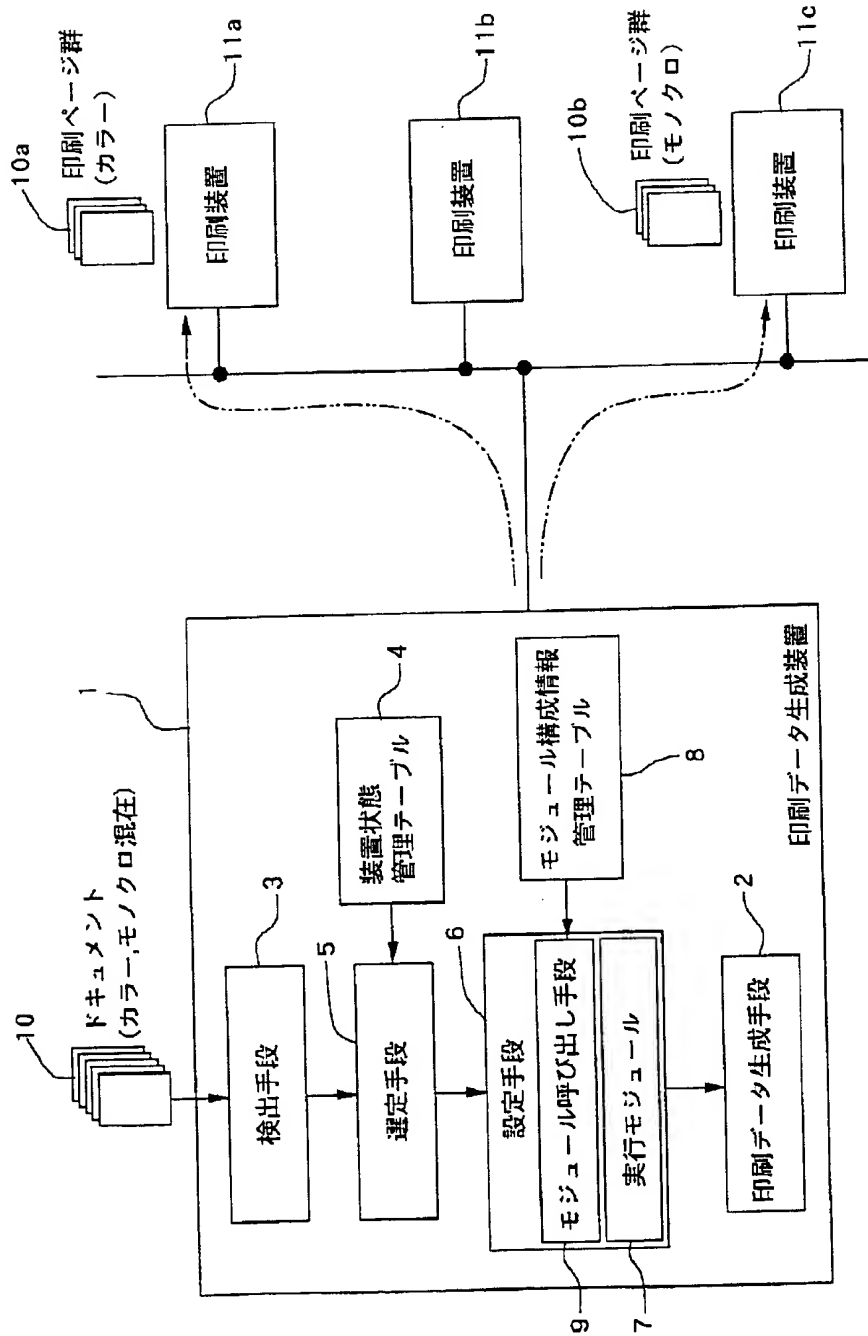 10
ドキュメント
(カラー,モノクロ混在)
1
検出手段
3
装置状態
管理テーブル
4
選定手段
5
設定手段
6
モジュール呼び出し手段
9
実行モジュール
7
モジュール構成情報
管理テーブル
8
印刷データ生成手段
2
印刷データ生成装置
10a
印刷ページ群
(カラー)
印刷装置
11a
印刷装置
11b
10b
印刷ページ群
(モノクロ)
印刷装置
11c